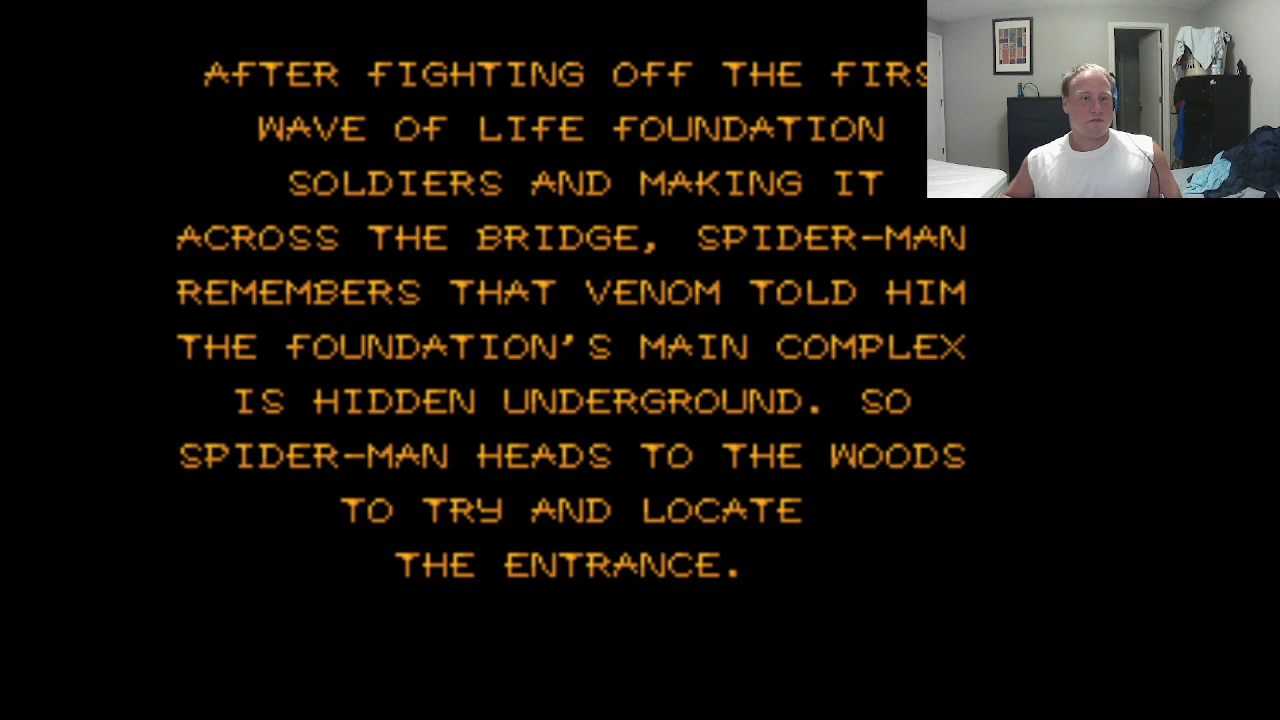 AFTER FIGHTING OFF THE FIRS
WAVE OF LIFE FOUNDATION
SOLDIERS AND MAKING IT
ACROSS THE BRIDGE, SPIDER-MAN
REMEMBERS THAT VENOM TOLD HIM
THE FOUNDATION'S MAIN COMPLEX
IS HIDDEN UNDERGROUND. SO
SPIDER-MAN HEADS TO THE WOODS
TO TRY AND LOCATE
THE ENTRANCE.